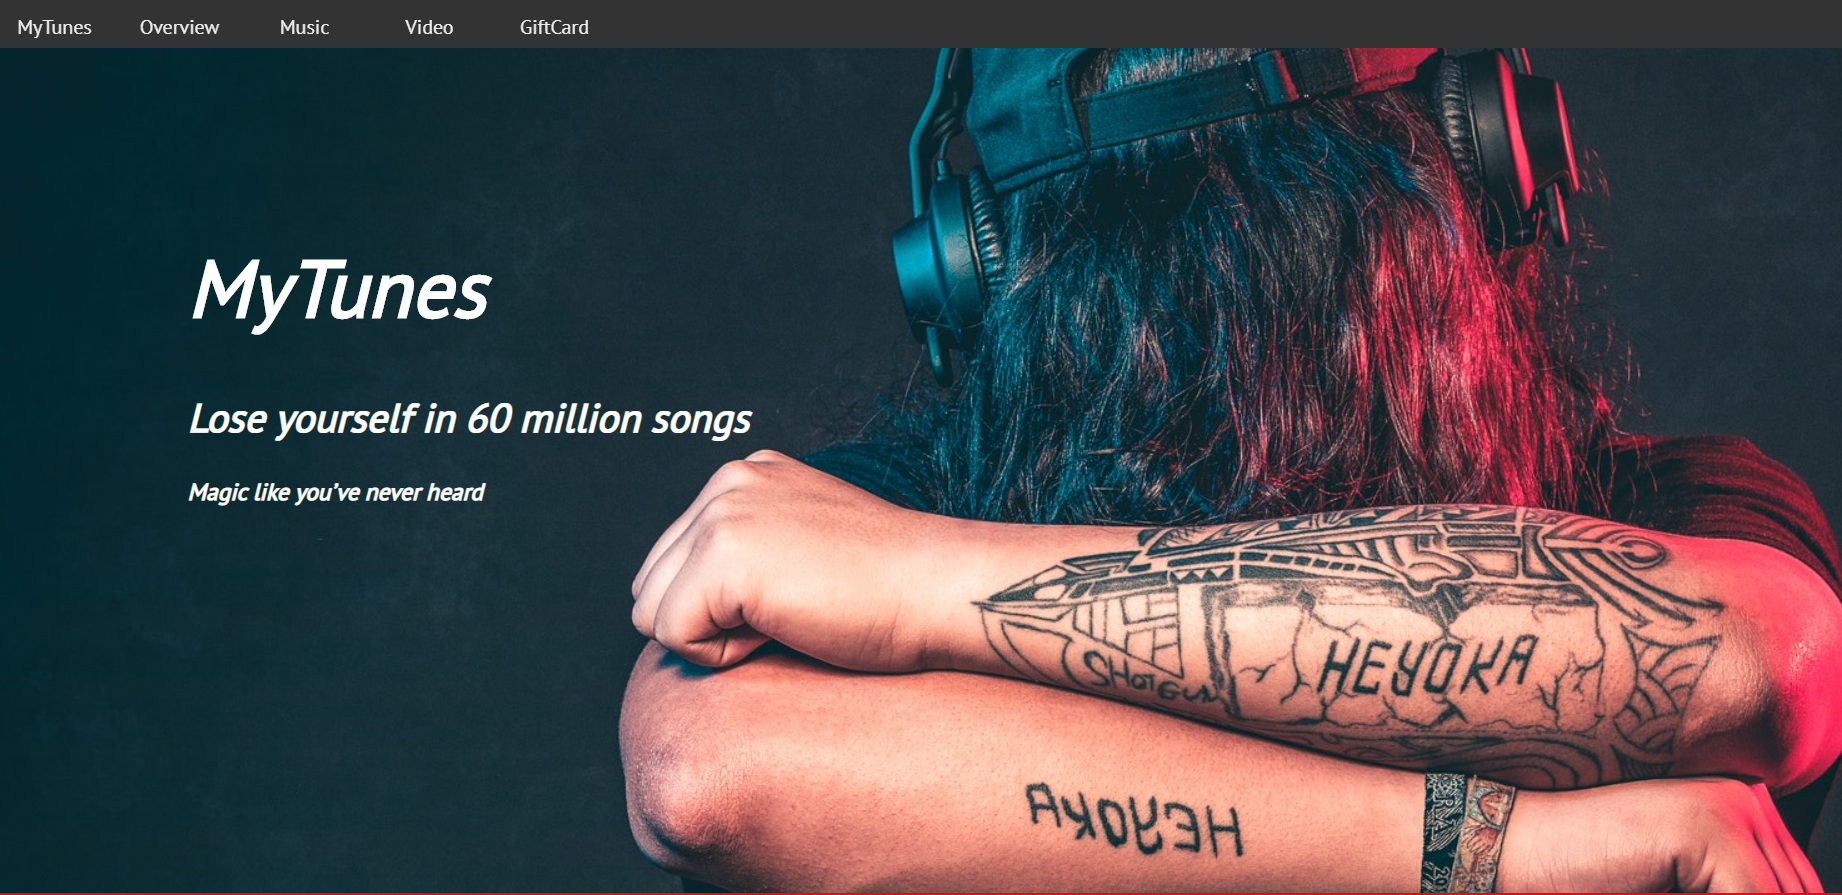 MyTunes Overview Music Video GiftCard
MyTunes
Lose yourself in 60 million songs
Magic like you've never heard
SHOTGUN
HEYOKA
HEYOKA